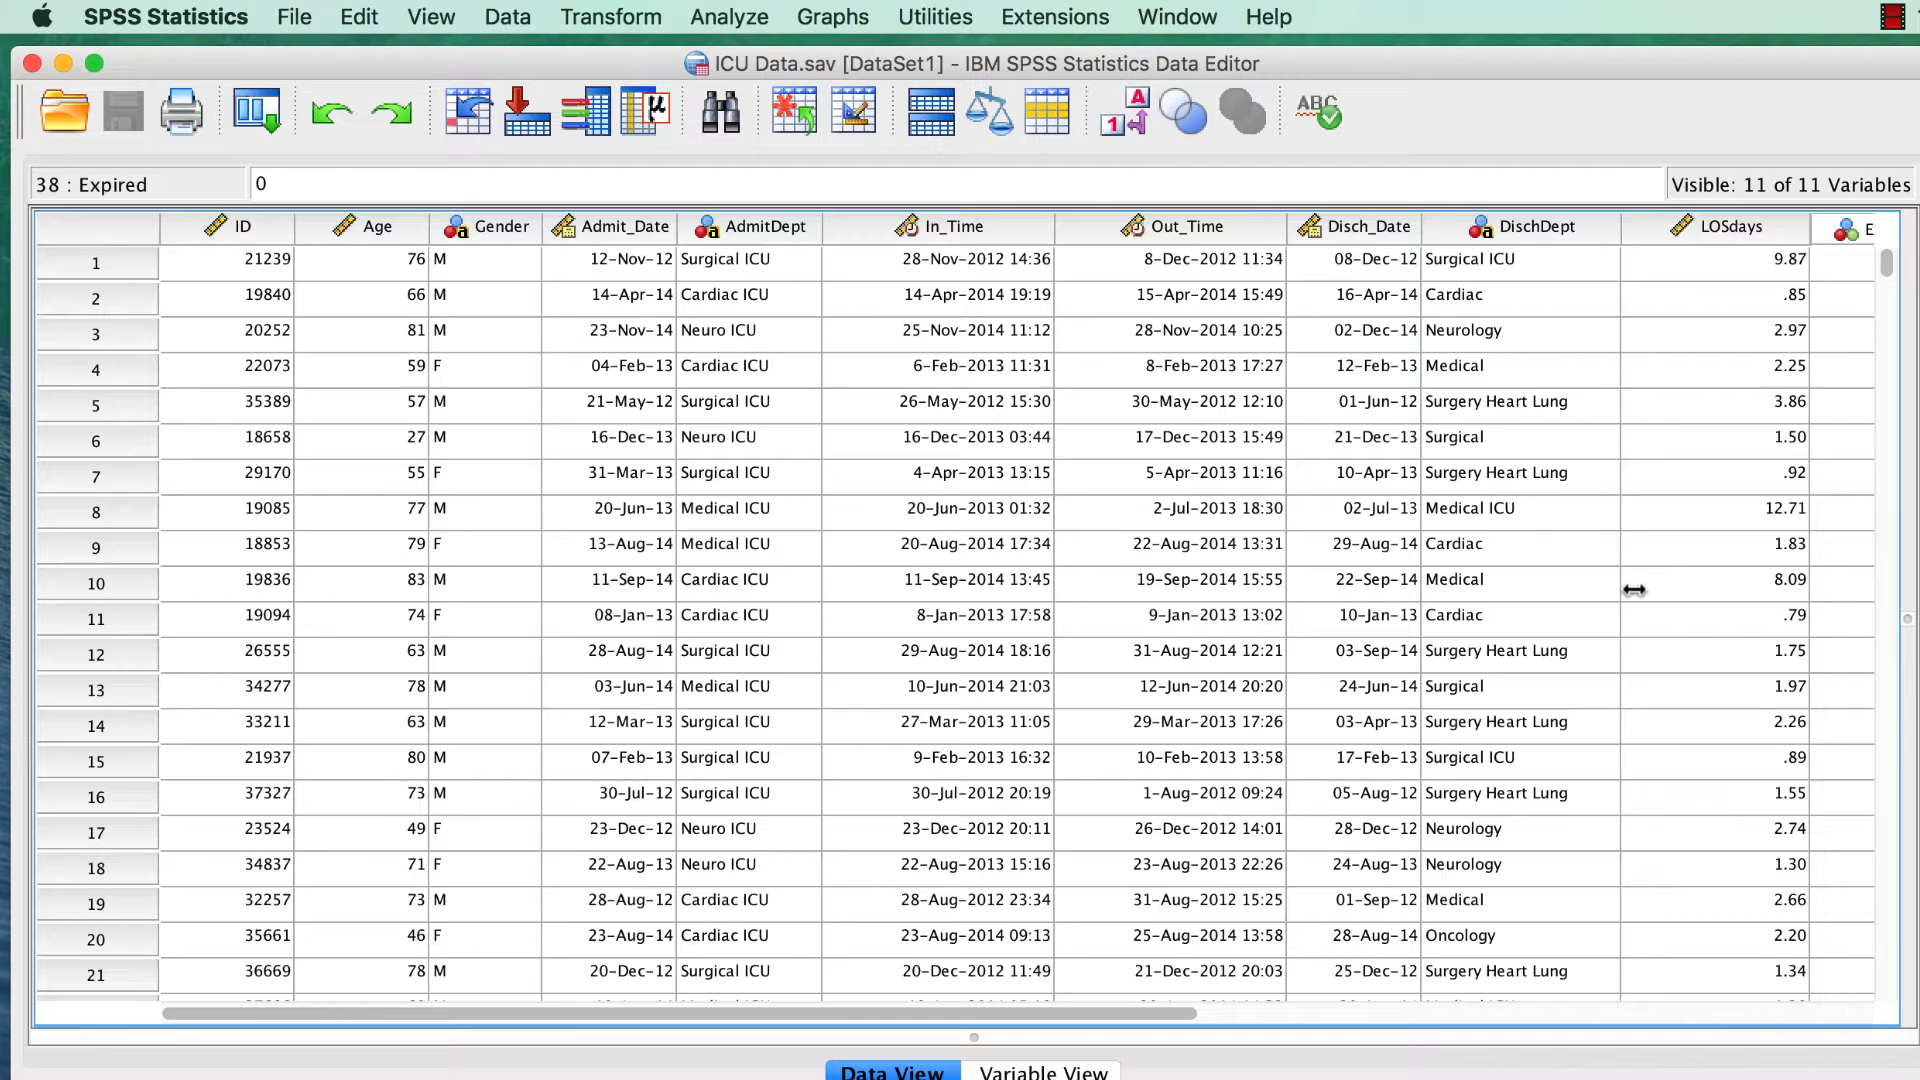 SPSS Statistics File Edit View Data Transform Analyze Graphs Utilities Extensions Window Help
ICU Data.sav [DataSet1] - IBM SPSS Statistics Data Editor
38 : Expired 0 Visible: 11 of 11 Variables
ID Age Gender Admit_Date AdmitDept In_Time Out_Time Disch_Date DischDept LOSdays E
1 21239 76 M 12-Nov-12 Surgical ICU 28-Nov-2012 14:36 8-Dec-2012 11:34 08-Dec-12 Surgical ICU 9.87
2 19840 66 M 14-Apr-14 Cardiac ICU 14-Apr-2014 19:19 15-Apr-2014 15:49 16-Apr-14 Cardiac .85
3 20252 81 M 23-Nov-14 Neuro ICU 25-Nov-2014 11:12 28-Nov-2014 10:25 02-Dec-14 Neurology 2.97
4 22073 59 F 04-Feb-13 Cardiac ICU 6-Feb-2013 11:31 8-Feb-2013 17:27 12-Feb-13 Medical 2.25
5 35389 57 M 21-May-12 Surgical ICU 26-May-2012 15:30 30-May-2012 12:10 01-Jun-12 Surgery Heart Lung 3.86
6 18658 27 M 16-Dec-13 Neuro ICU 16-Dec-2013 03:44 17-Dec-2013 15:49 21-Dec-13 Surgical 1.50
7 29170 55 F 31-Mar-13 Surgical ICU 4-Apr-2013 13:15 5-Apr-2013 11:16 10-Apr-13 Surgery Heart Lung .92
8 19085 77 M 20-Jun-13 Medical ICU 20-Jun-2013 01:32 2-Jul-2013 18:30 02-Jul-13 Medical ICU 12.71
9 18853 79 F 13-Aug-14 Medical ICU 20-Aug-2014 17:34 22-Aug-2014 13:31 29-Aug-14 Cardiac 1.83
10 19836 83 M 11-Sep-14 Cardiac ICU 11-Sep-2014 13:45 19-Sep-2014 15:55 22-Sep-14 Medical 8.09
11 19094 74 F 08-Jan-13 Cardiac ICU 8-Jan-2013 17:58 9-Jan-2013 13:02 10-Jan-13 Cardiac .79
12 26555 63 M 28-Aug-14 Surgical ICU 29-Aug-2014 18:16 31-Aug-2014 12:21 03-Sep-14 Surgery Heart Lung 1.75
13 34277 78 M 03-Jun-14 Medical ICU 10-Jun-2014 21:03 12-Jun-2014 20:20 24-Jun-14 Surgical 1.97
14 33211 63 M 12-Mar-13 Surgical ICU 27-Mar-2013 11:05 29-Mar-2013 17:26 03-Apr-13 Surgery Heart Lung 2.26
15 21937 80 M 07-Feb-13 Surgical ICU 9-Feb-2013 16:32 10-Feb-2013 13:58 17-Feb-13 Surgical ICU .89
16 37327 73 M 30-Jul-12 Surgical ICU 30-Jul-2012 20:19 1-Aug-2012 09:24 05-Aug-12 Surgery Heart Lung 1.55
17 23524 49 F 23-Dec-12 Neuro ICU 23-Dec-2012 20:11 26-Dec-2012 14:01 28-Dec-12 Neurology 2.74
18 34837 71 F 22-Aug-13 Neuro ICU 22-Aug-2013 15:16 23-Aug-2013 22:26 24-Aug-13 Neurology 1.30
19 32257 73 M 28-Aug-12 Cardiac ICU 28-Aug-2012 23:34 31-Aug-2012 15:25 01-Sep-12 Medical 2.66
20 35661 46 F 23-Aug-14 Cardiac ICU 23-Aug-2014 09:13 25-Aug-2014 13:58 28-Aug-14 Oncology 2.20
21 36669 78 M 20-Dec-12 Surgical ICU 20-Dec-2012 11:49 21-Dec-2012 20:03 25-Dec-12 Surgery Heart Lung 1.34
Data View Variable View